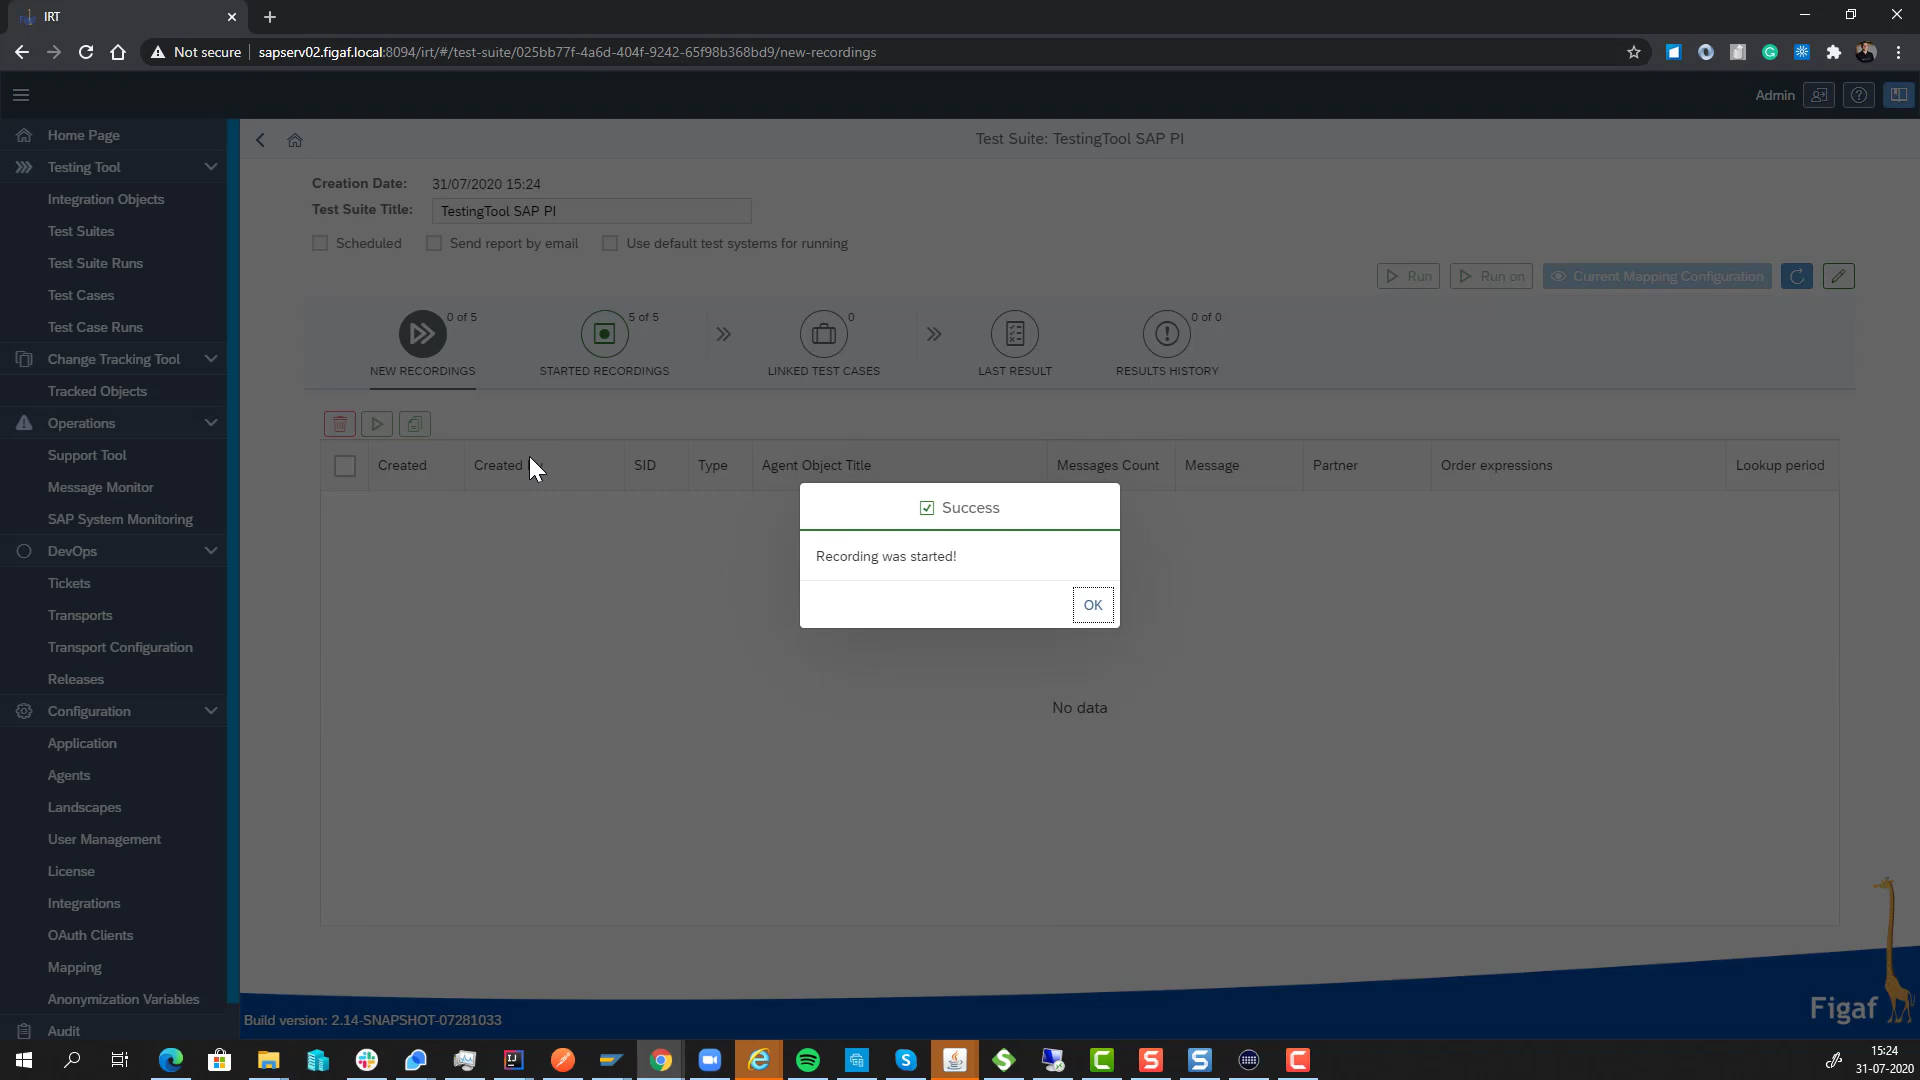 IRT
Not secure
sapserv02.figaf.local:8094/irt/#/test-suite/025bb77f-4a6d-404f-9242-65f98b368bd9/new-recordings
Admin
Home Page
Testing Tool
Integration Objects
Test Suites
Test Suite Runs
Test Cases
Test Case Runs
Change Tracking Tool
Tracked Objects
Operations
Support Tool
Message Monitor
SAP System Monitoring
DevOps
Tickets
Transports
Transport Configuration
Releases
Configuration
Application
Agents
Landscapes
User Management
License
Integrations
OAuth Clients
Mapping
Anonymization Variables
Audit
Test Suite: TestingTool SAP PI
Creation Date: 31/07/2020 15:24
Test Suite Title: TestingTool SAP PI
Scheduled Send report by email Use default test systems for running
Run Run on Current Mapping Configuration
0 of 5 5 of 5 0 0 of 0
NEW RECORDINGS STARTED RECORDINGS LINKED TEST CASES LAST RESULT RESULTS HISTORY
Created Created SID Type Agent Object Title Messages Count Message Partner Order expressions Lookup period
Success
Recording was started!
OK
No data
Figaf
Build version: 2.14-SNAPSHOT-07281033
15:24
31-07-2020